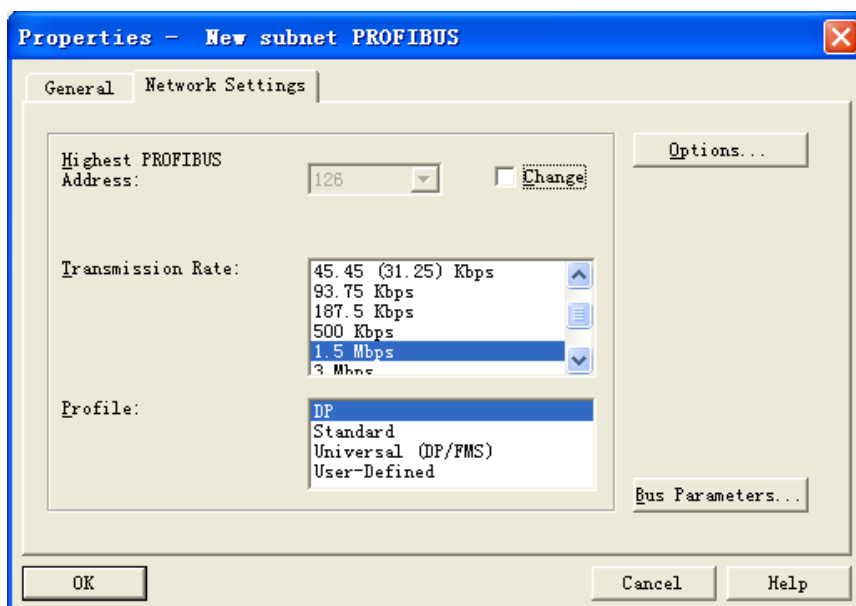 Properties - New subnet PROFIBUS
General
Network Settings
Highest PROFIBUS
Address:
126
Change
Options...
Transmission Rate:
45.45 (31.25) Kbps
93.75 Kbps
187.5 Kbps
500 Kbps
1.5 Mbps
3 Mbps
Profile:
DP
Standard
Universal (DP/FMS)
User-Defined
Bus Parameters...
OK
Cancel
Help